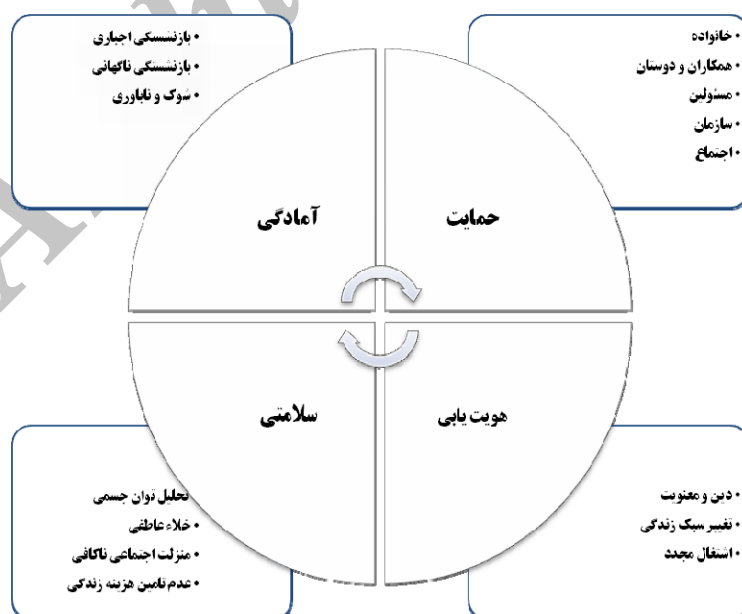 • خانواده
• همکاران و دوستان
• مسئولین
• سازمان
• اجتماع
• بازنشستگی اجباری
• بازنشستگی ناگهانی
• شوک و ناباوری
حمایت
آمادگی
هویت یابی
سلامتی
• دین و معنویت
• تغییر سبک زندگی
• اشتغال مجدد
تحلیل توان جسمی
• خلاء عاطفی
• منزلت اجتماعی ناکافی
• عدم تامین هزینه زندگی